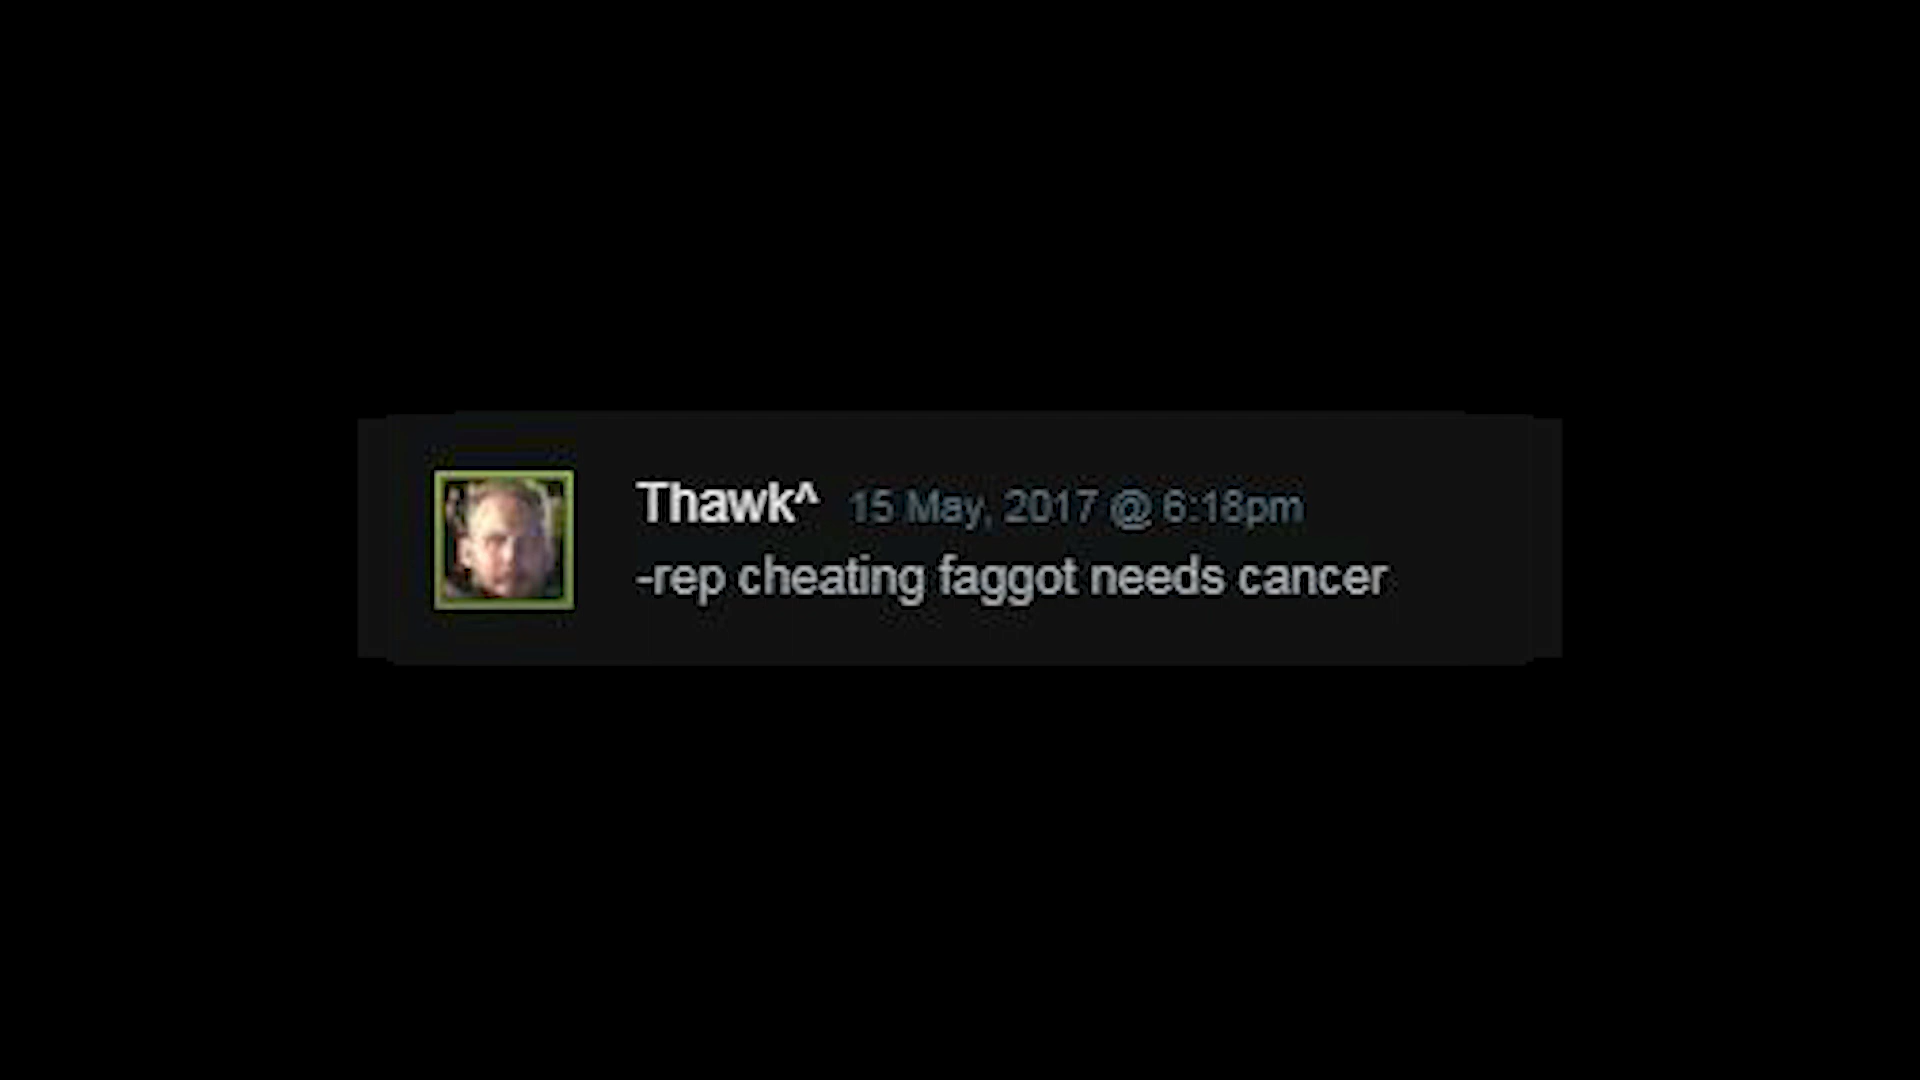 Thawk^ 15 May, 2017 @ 6:18pm
-rep cheating faggot needs cancer